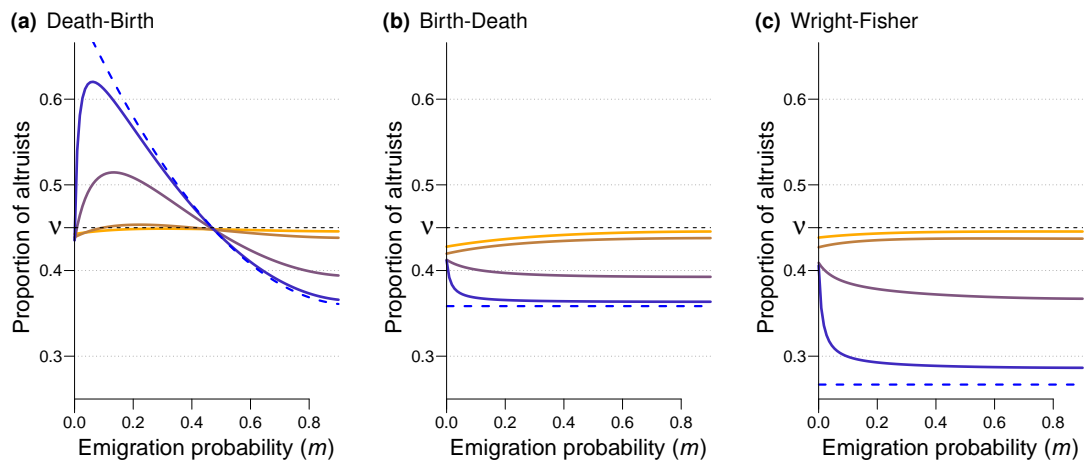 (a) Death-Birth
(b) Birth-Death
(c) Wright-Fisher
Proportion of altruists
0.6
0.5
ν
0.4
0.3
0.0 0.2 0.4 0.6 0.8
Emigration probability (m)
Proportion of altruists
0.6
0.5
ν
0.4
0.3
0.0 0.2 0.4 0.6 0.8
Emigration probability (m)
Proportion of altruists
0.6
0.5
ν
0.4
0.3
0.0 0.2 0.4 0.6 0.8
Emigration probability (m)